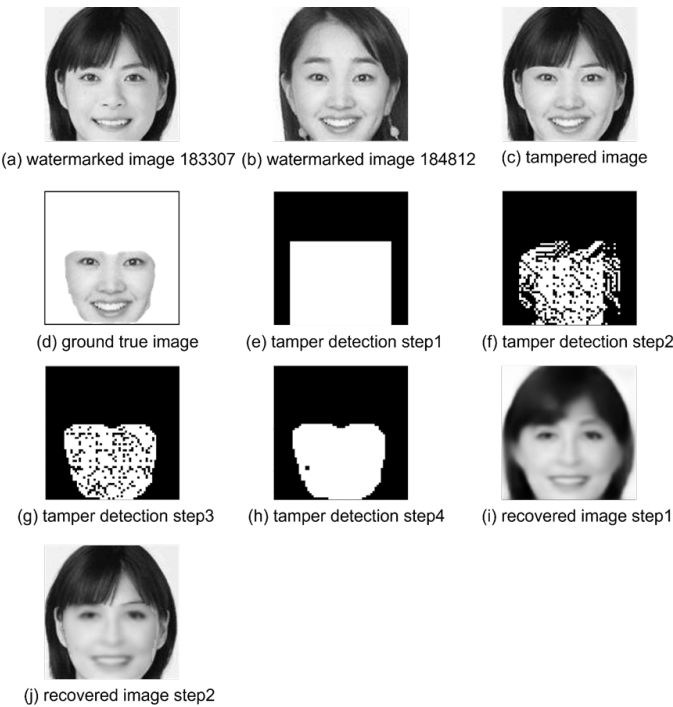 (a) watermarked image 183307
(b) watermarked image 184812
(c) tampered image
(d) ground true image
(e) tamper detection step1
(f) tamper detection step2
(g) tamper detection step3
(h) tamper detection step4
(i) recovered image step1
(j) recovered image step2